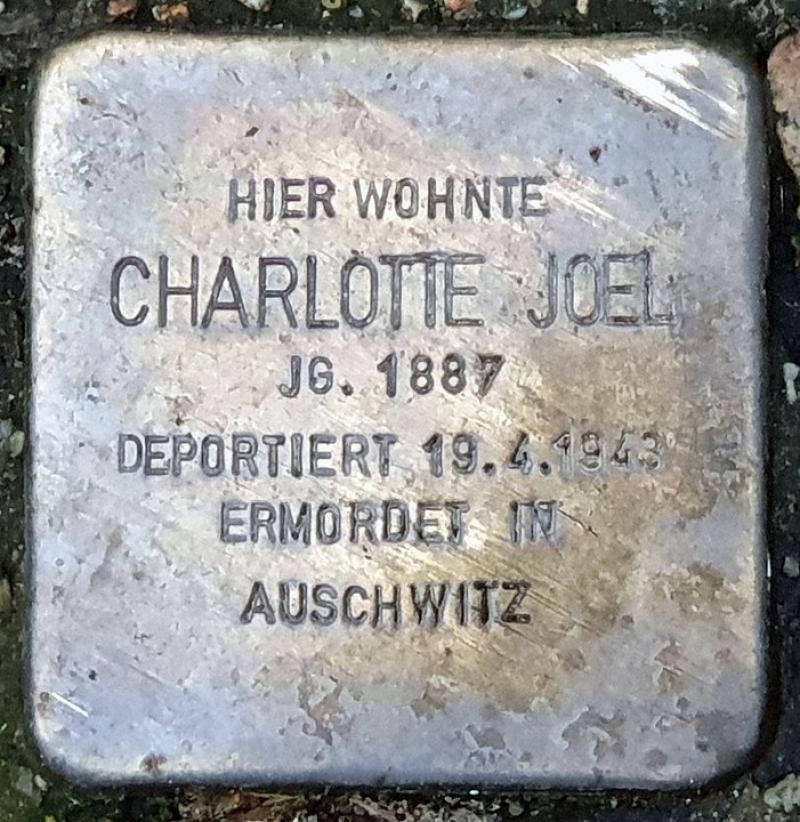 HIER WOHNTE
CHARLOTTE JOEL
JG. 1887
DEPORTIERT 19.4.1943
ERMORDET IN
AUSCHWITZ